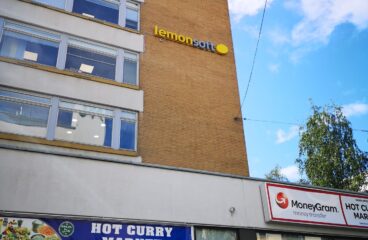 lemonsoft
MoneyGram.
money transfer
HOT CU
MAR
HOT CURRY
MARKET